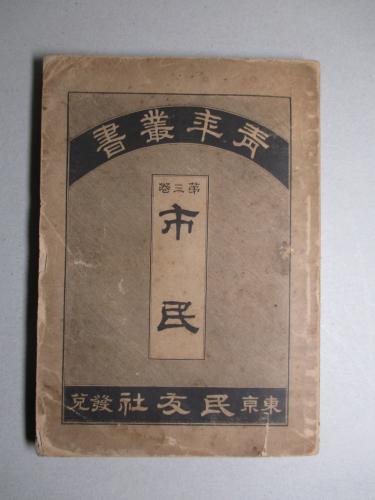 青年叢書
第三卷
市民
東京民友社發兌